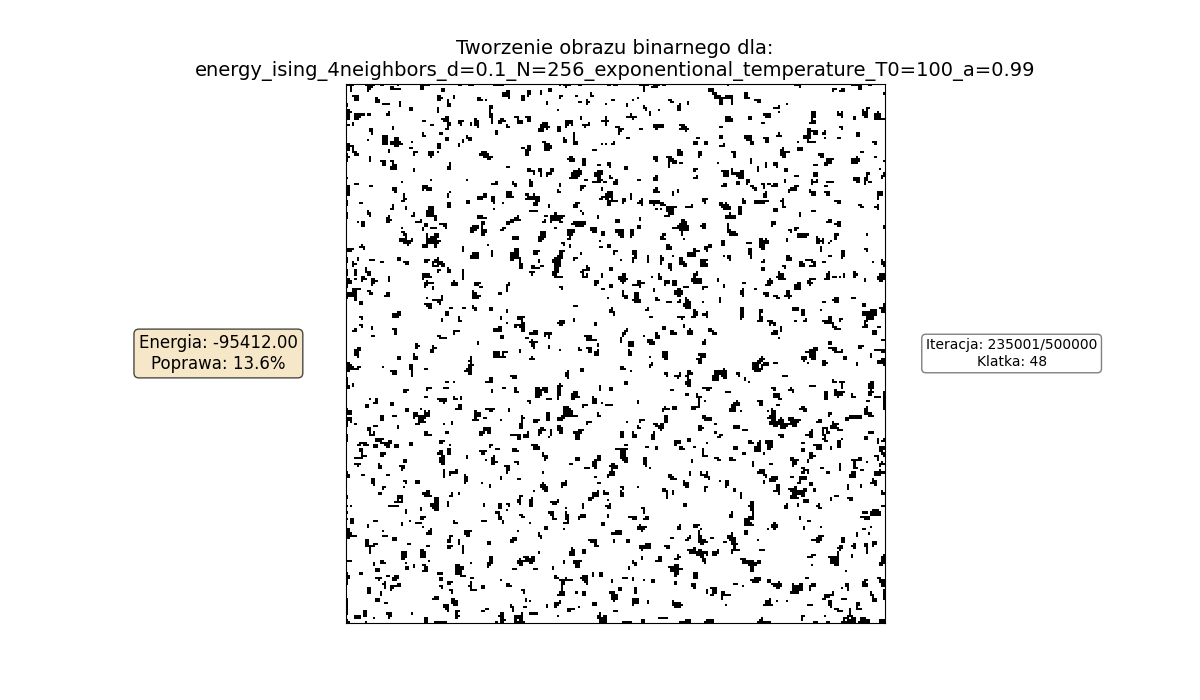 Tworzenie obrazu binarnego dla:
energy_ising_4neighbors_d=0.1_N=256_exponentional_temperature_T0=100_a=0.99
Energia: -95412.00
Poprawa: 13.6%
Iteracja: 235001/500000
Klatka: 48